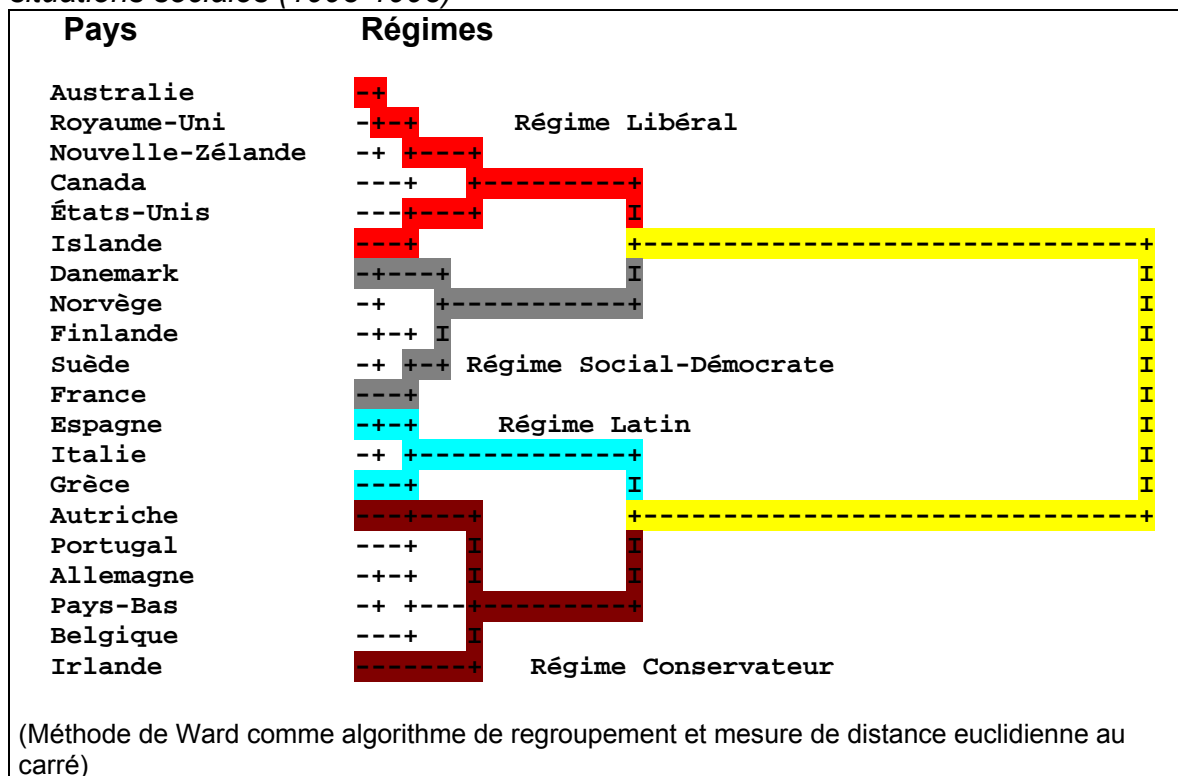 situations sociales (1993-1998)
Pays Régimes
Australie -+
Royaume-Uni -+-+ Régime Libéral
Nouvelle-Zélande -+ +---+
Canada ---+ +----------+
États-Unis ---+---+ I
Islande ---+ +-------------------------------+
Danemark -+---+ I I
Norvège -+ +-----------+ I
Finlande -+-+ I I
Suède -+ +-+ Régime Social-Démocrate I
France ---+ I
Espagne -+-+ Régime Latin I
Italie -+ +-------------+ I
Grèce ---+ I I
Autriche ---+---+ +-------------------------------+
Portugal ---+ I I
Allemagne -+-+ I I
Pays-Bas -+ +---+----------+
Belgique ---+ I
Irlande -------+ Régime Conservateur
(Méthode de Ward comme algorithme de regroupement et mesure de distance euclidienne au
carré)